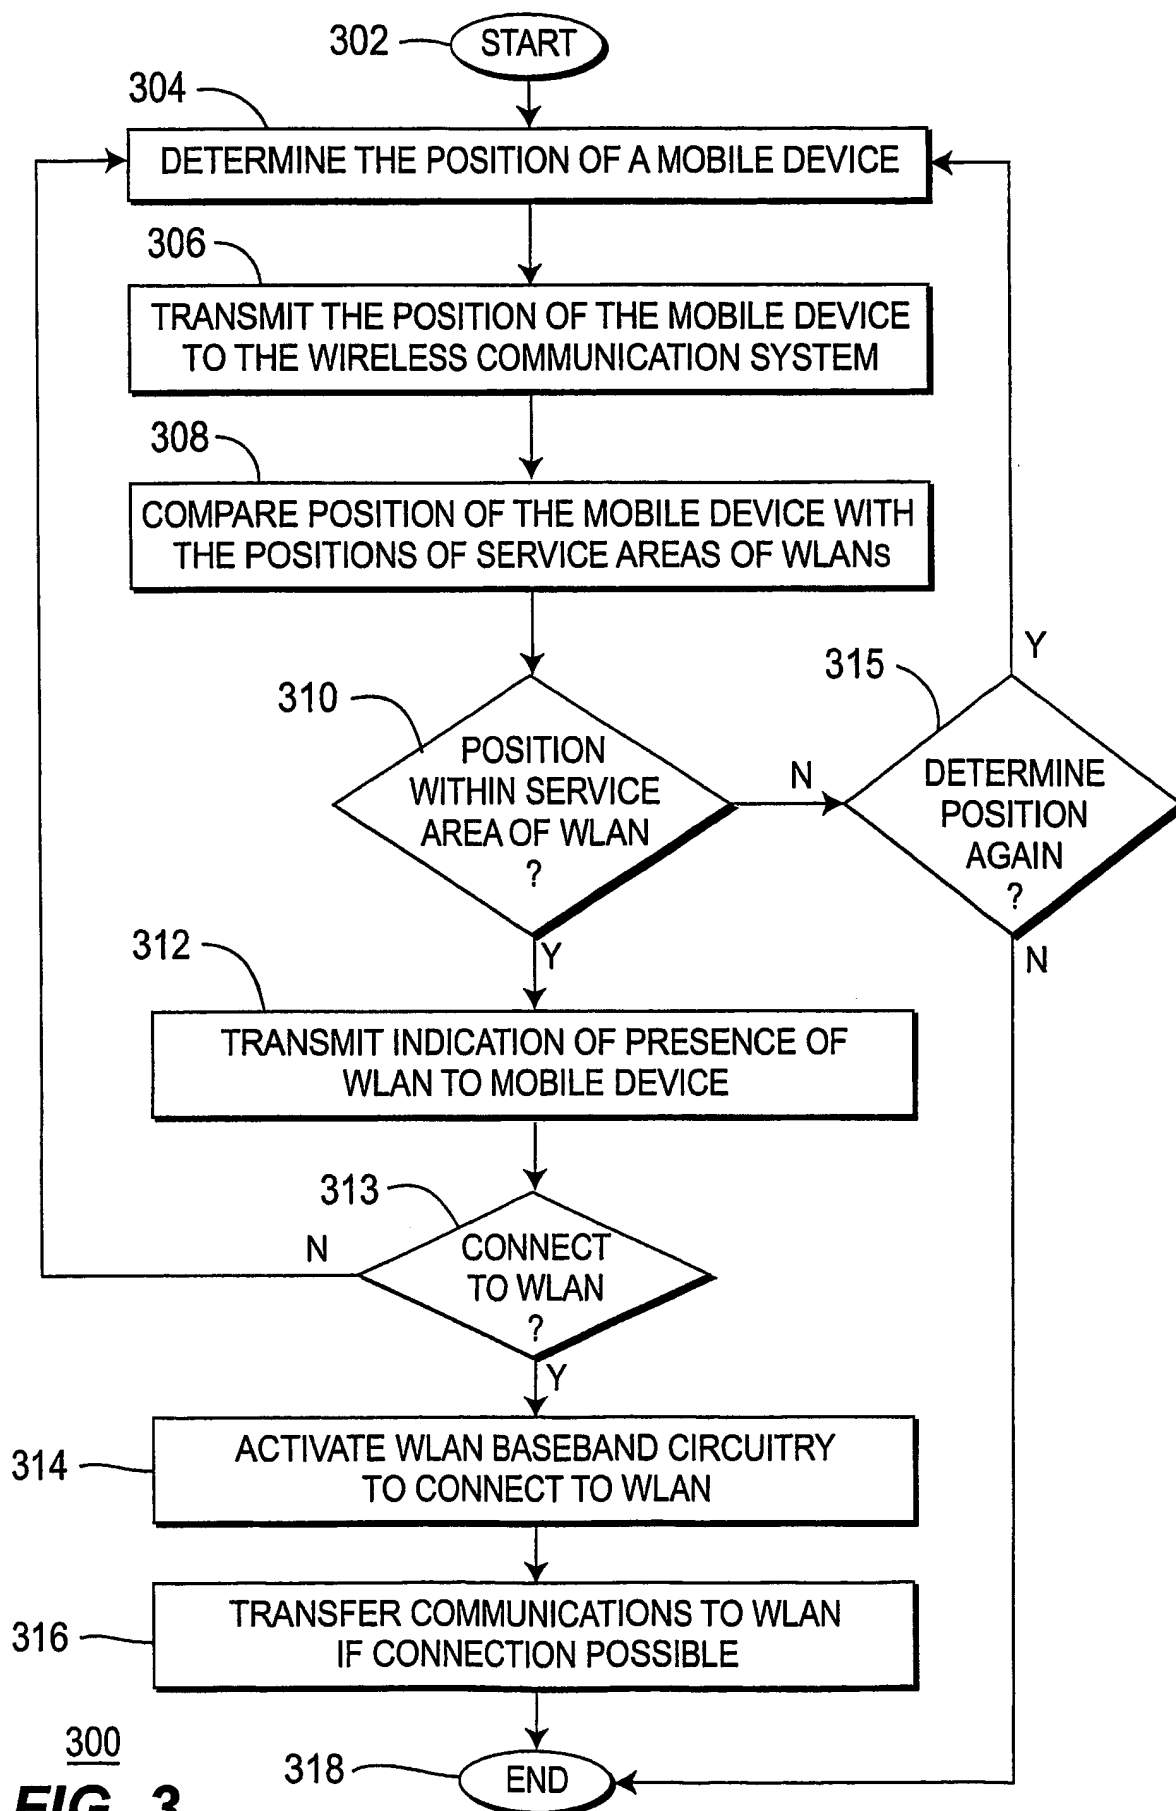 302
START
304
DETERMINE THE POSITION OF A MOBILE DEVICE
306
TRANSMIT THE POSITION OF THE MOBILE DEVICE
TO THE WIRELESS COMMUNICATION SYSTEM
308
COMPARE POSITION OF THE MOBILE DEVICE WITH
THE POSITIONS OF SERVICE AREAS OF WLANs
310
POSITION
WITHIN SERVICE
AREA OF WLAN
?
N
Y
315
DETERMINE
POSITION
AGAIN
?
Y
N
312
TRANSMIT INDICATION OF PRESENCE OF
WLAN TO MOBILE DEVICE
313
CONNECT
TO WLAN
?
N
Y
314
ACTIVATE WLAN BASEBAND CIRCUITRY
TO CONNECT TO WLAN
316
TRANSFER COMMUNICATIONS TO WLAN
IF CONNECTION POSSIBLE
318
END
300
FIG. 3